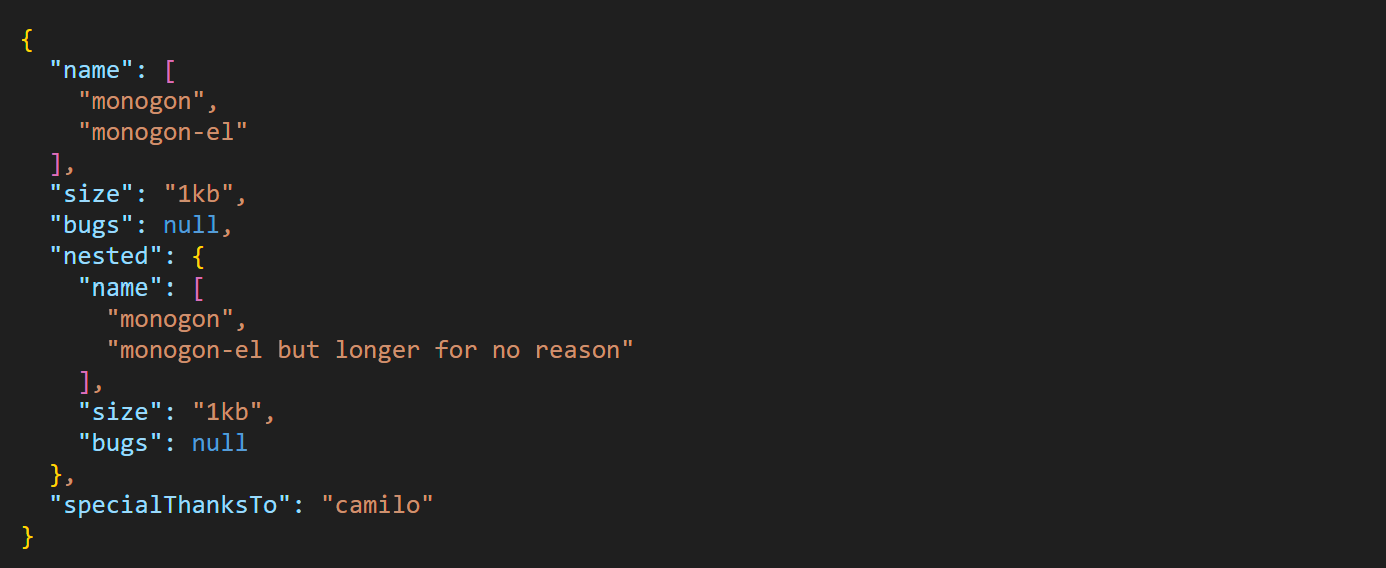 {
  "name": [
    "monogon",
    "monogon-el"
  ],
  "size": "1kb",
  "bugs": null,
  "nested": {
    "name": [
      "monogon",
      "monogon-el but longer for no reason"
    ],
    "size": "1kb",
    "bugs": null
  },
  "specialThanksTo": "camilo"
}